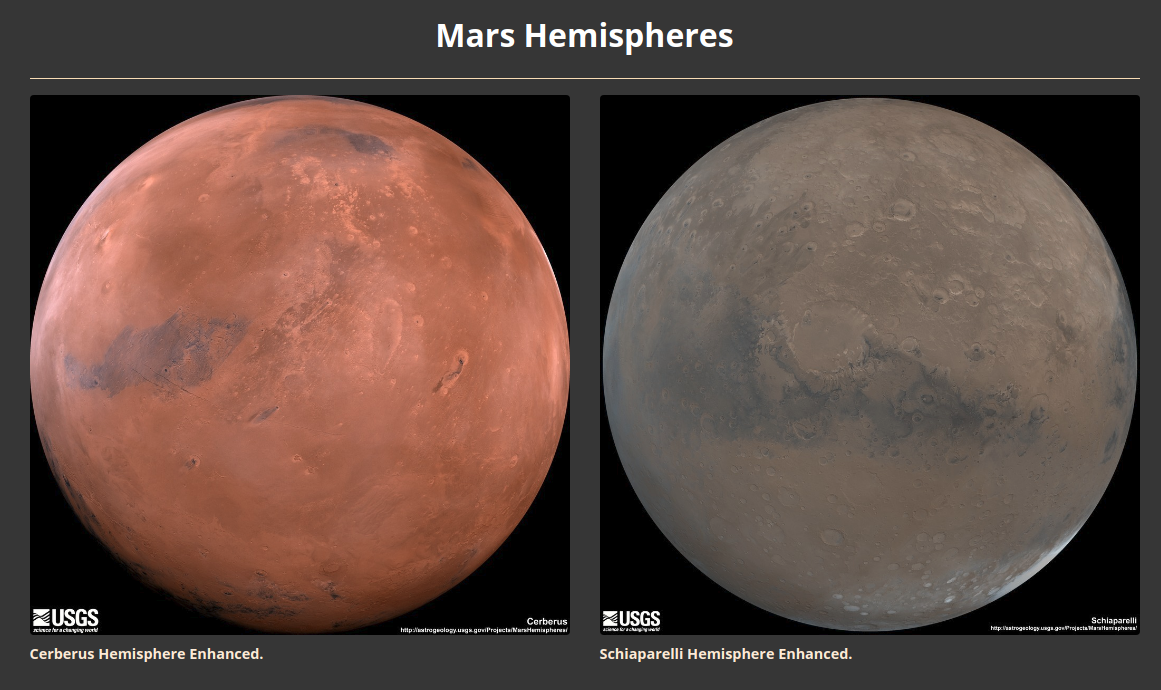 Mars Hemispheres
USGS
science for a changing world
Cerberus
http://astrogeology.usgs.gov/Projects/MarsHemispheres/
USGS
science for a changing world
Schiaparelli
http://astrogeology.usgs.gov/Projects/MarsHemispheres/
Cerberus Hemisphere Enhanced.
Schiaparelli Hemisphere Enhanced.